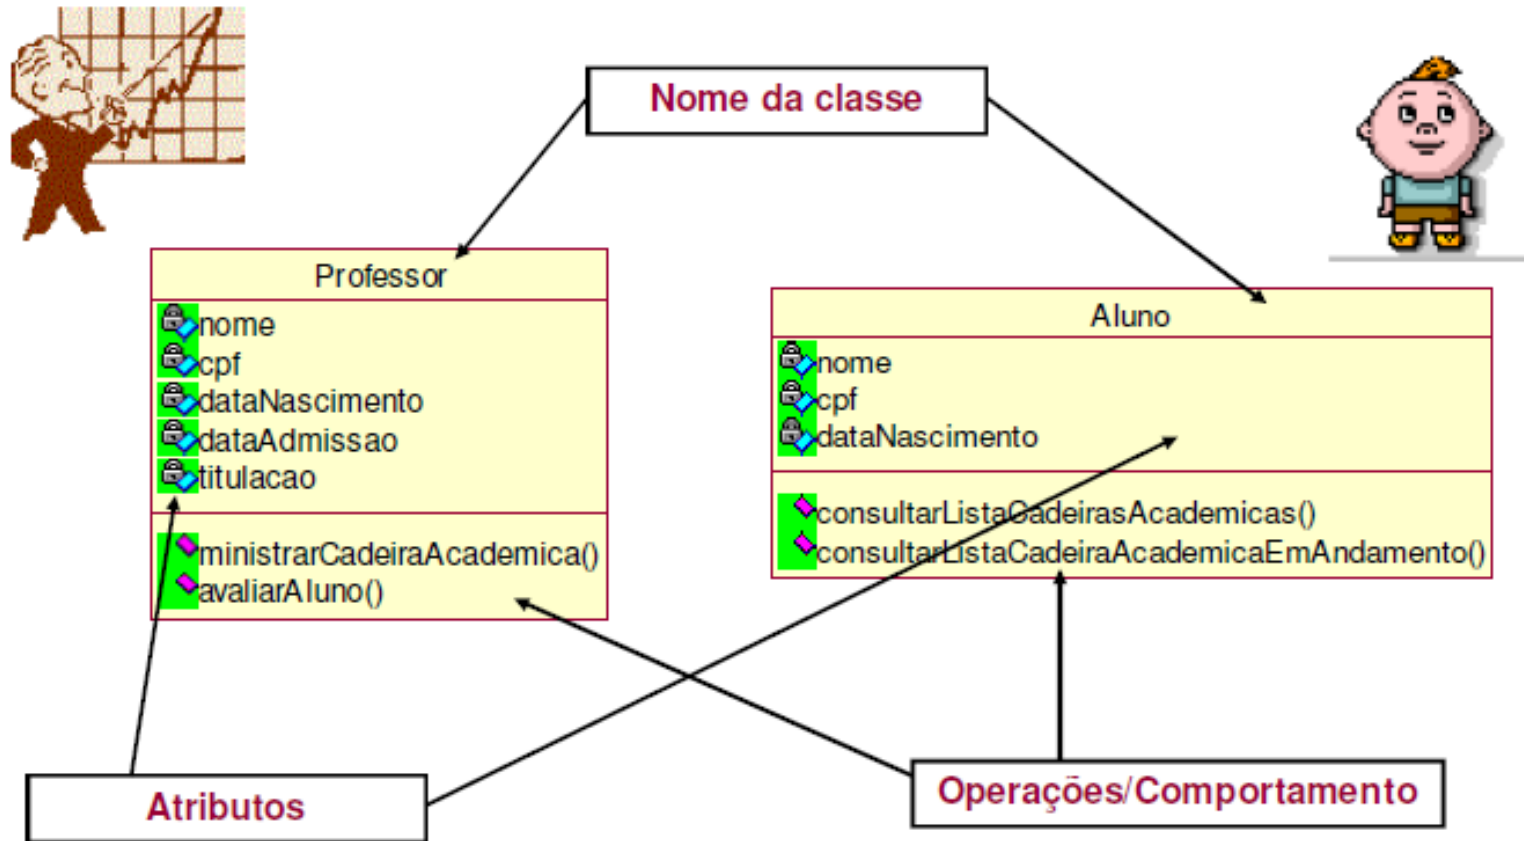 Nome da classe
Professor
nome
cpf
dataNascimento
dataAdmissao
titulacao
ministrarCadeiraAcademica()
avaliarAluno()
Aluno
nome
cpf
dataNascimento
consultarListaCadeirasAcademicas()
consultarListaCadeiraAcademicaEmAndamento()
Atributos
Operações/Comportamento